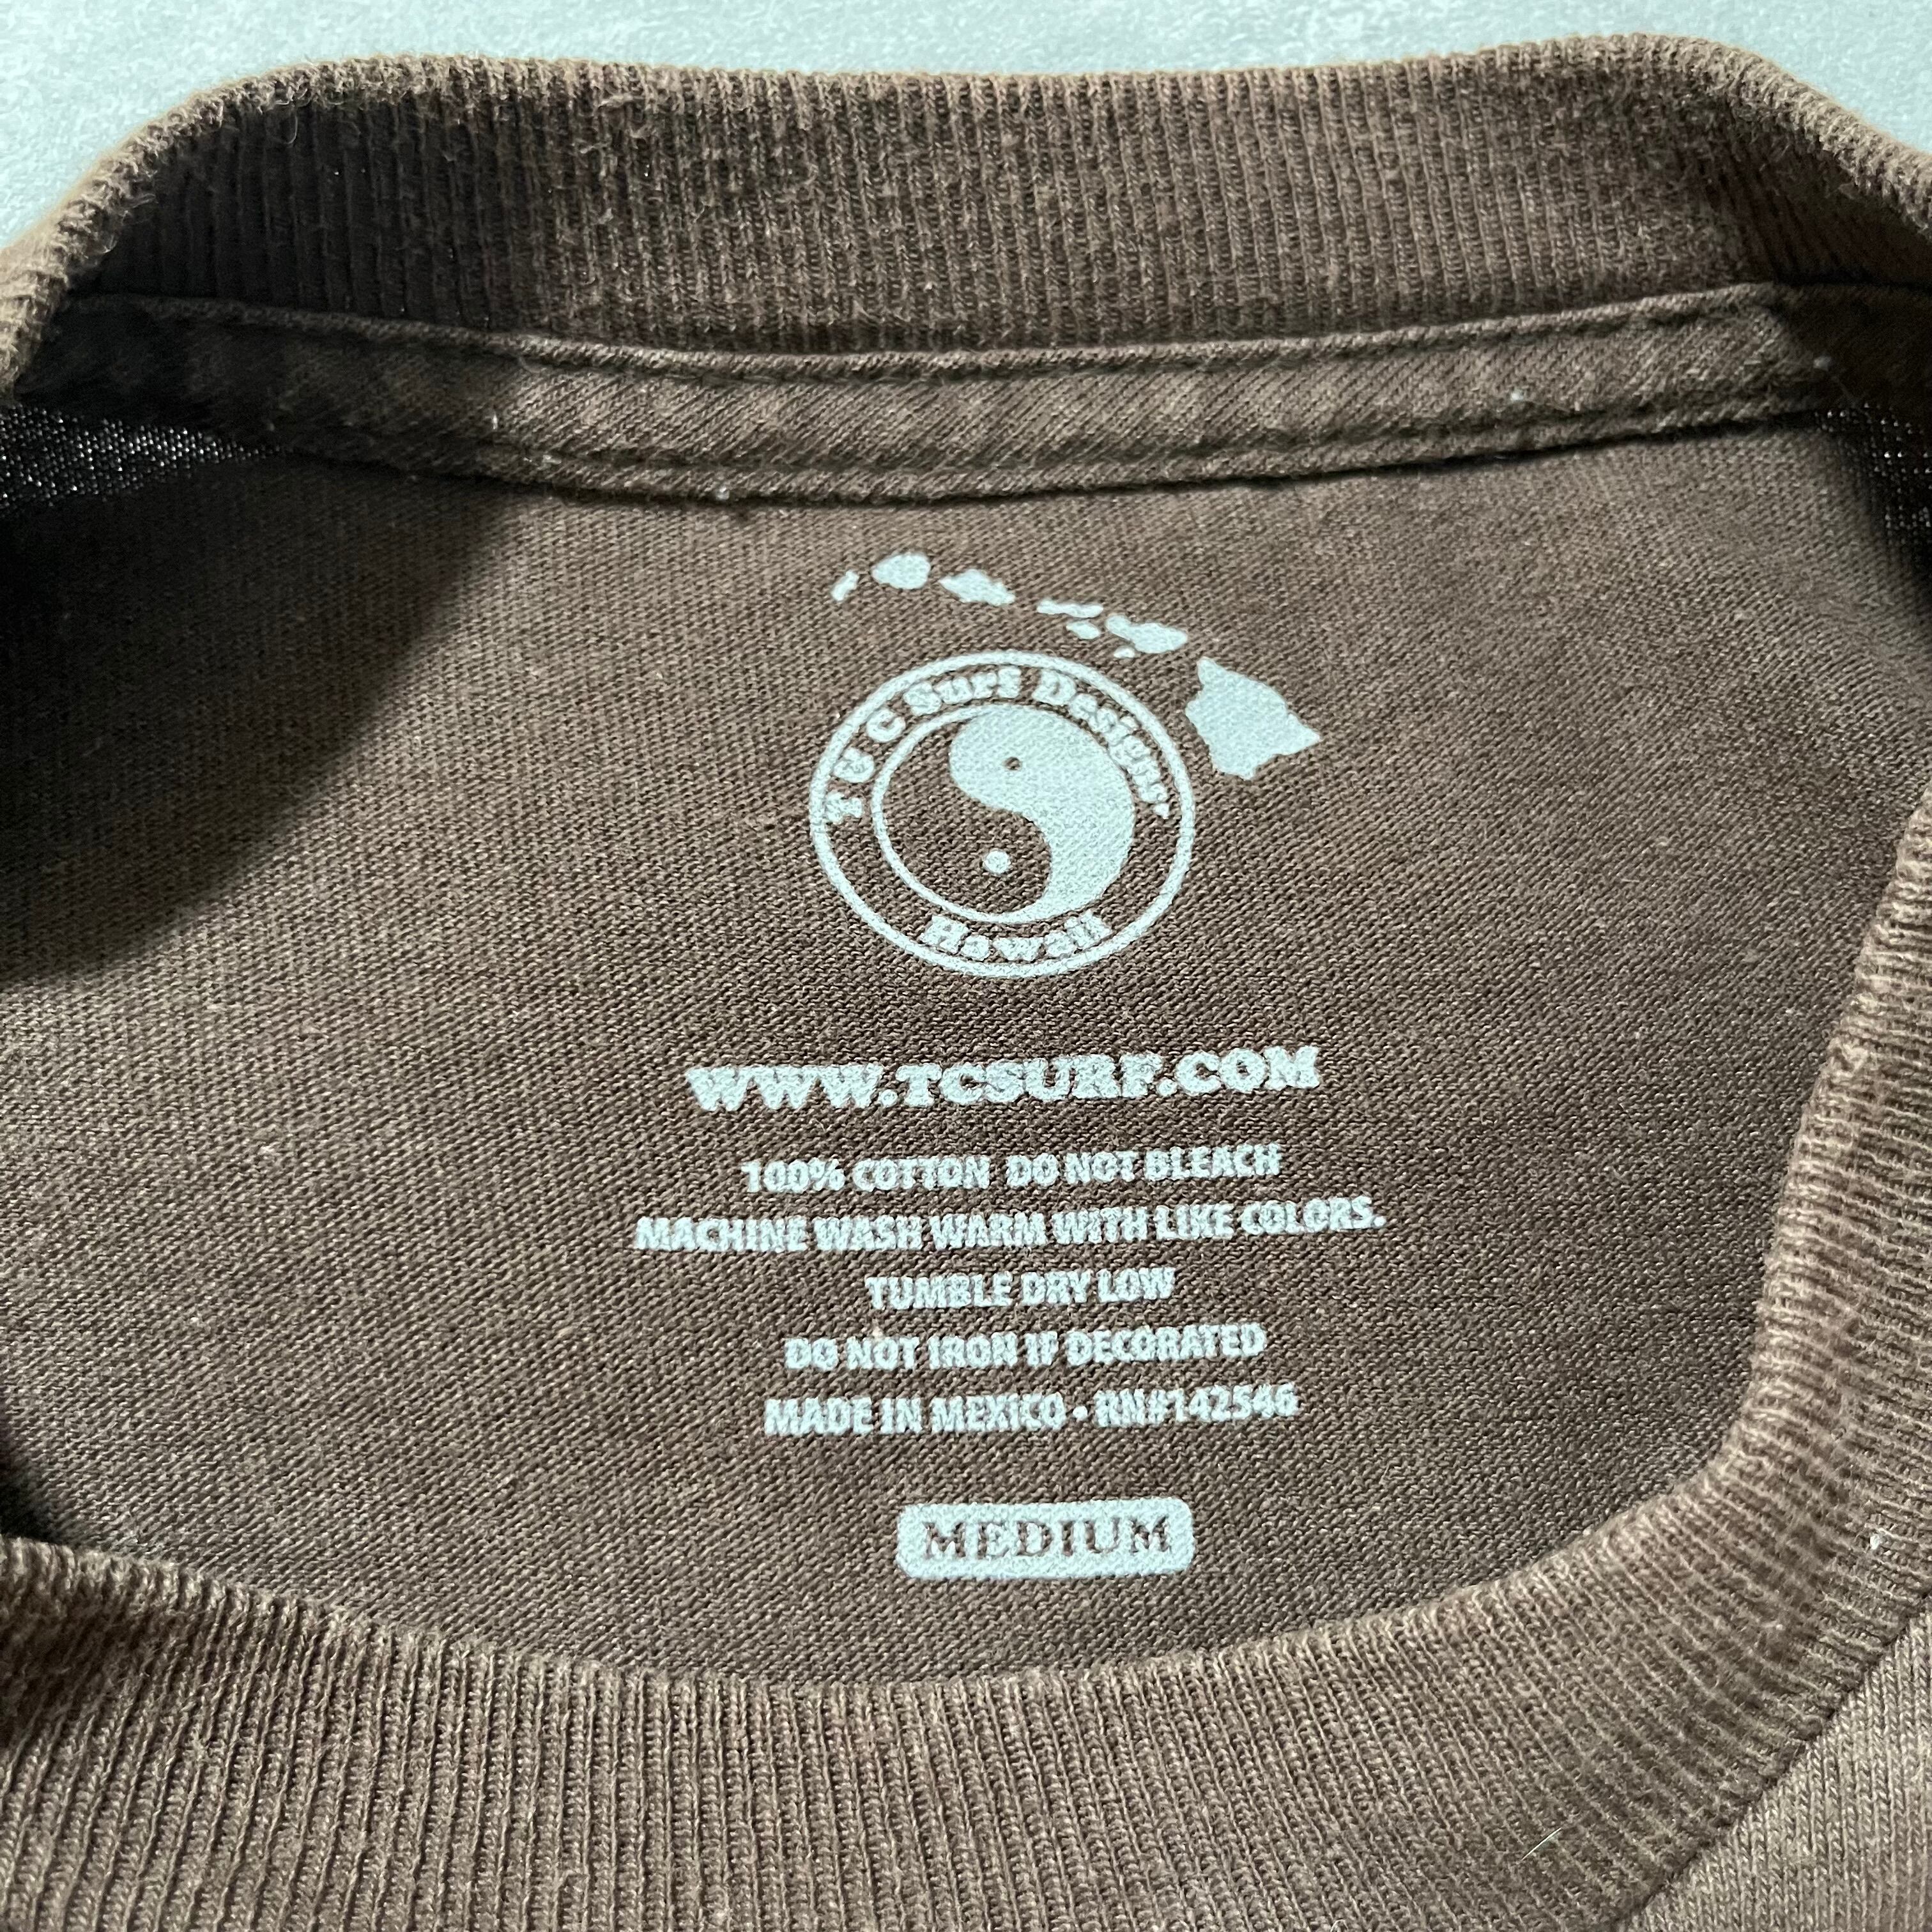 T&C Surf Designs
Hawaii
WWW.TCSURF.COM
100% COTTON DO NOT BLEACH
MACHINE WASH WARM WITH LIKE COLORS.
TUMBLE DRY LOW
DO NOT IRON IF DECORATED
MADE IN MEXICO • RN#142546
MEDIUM